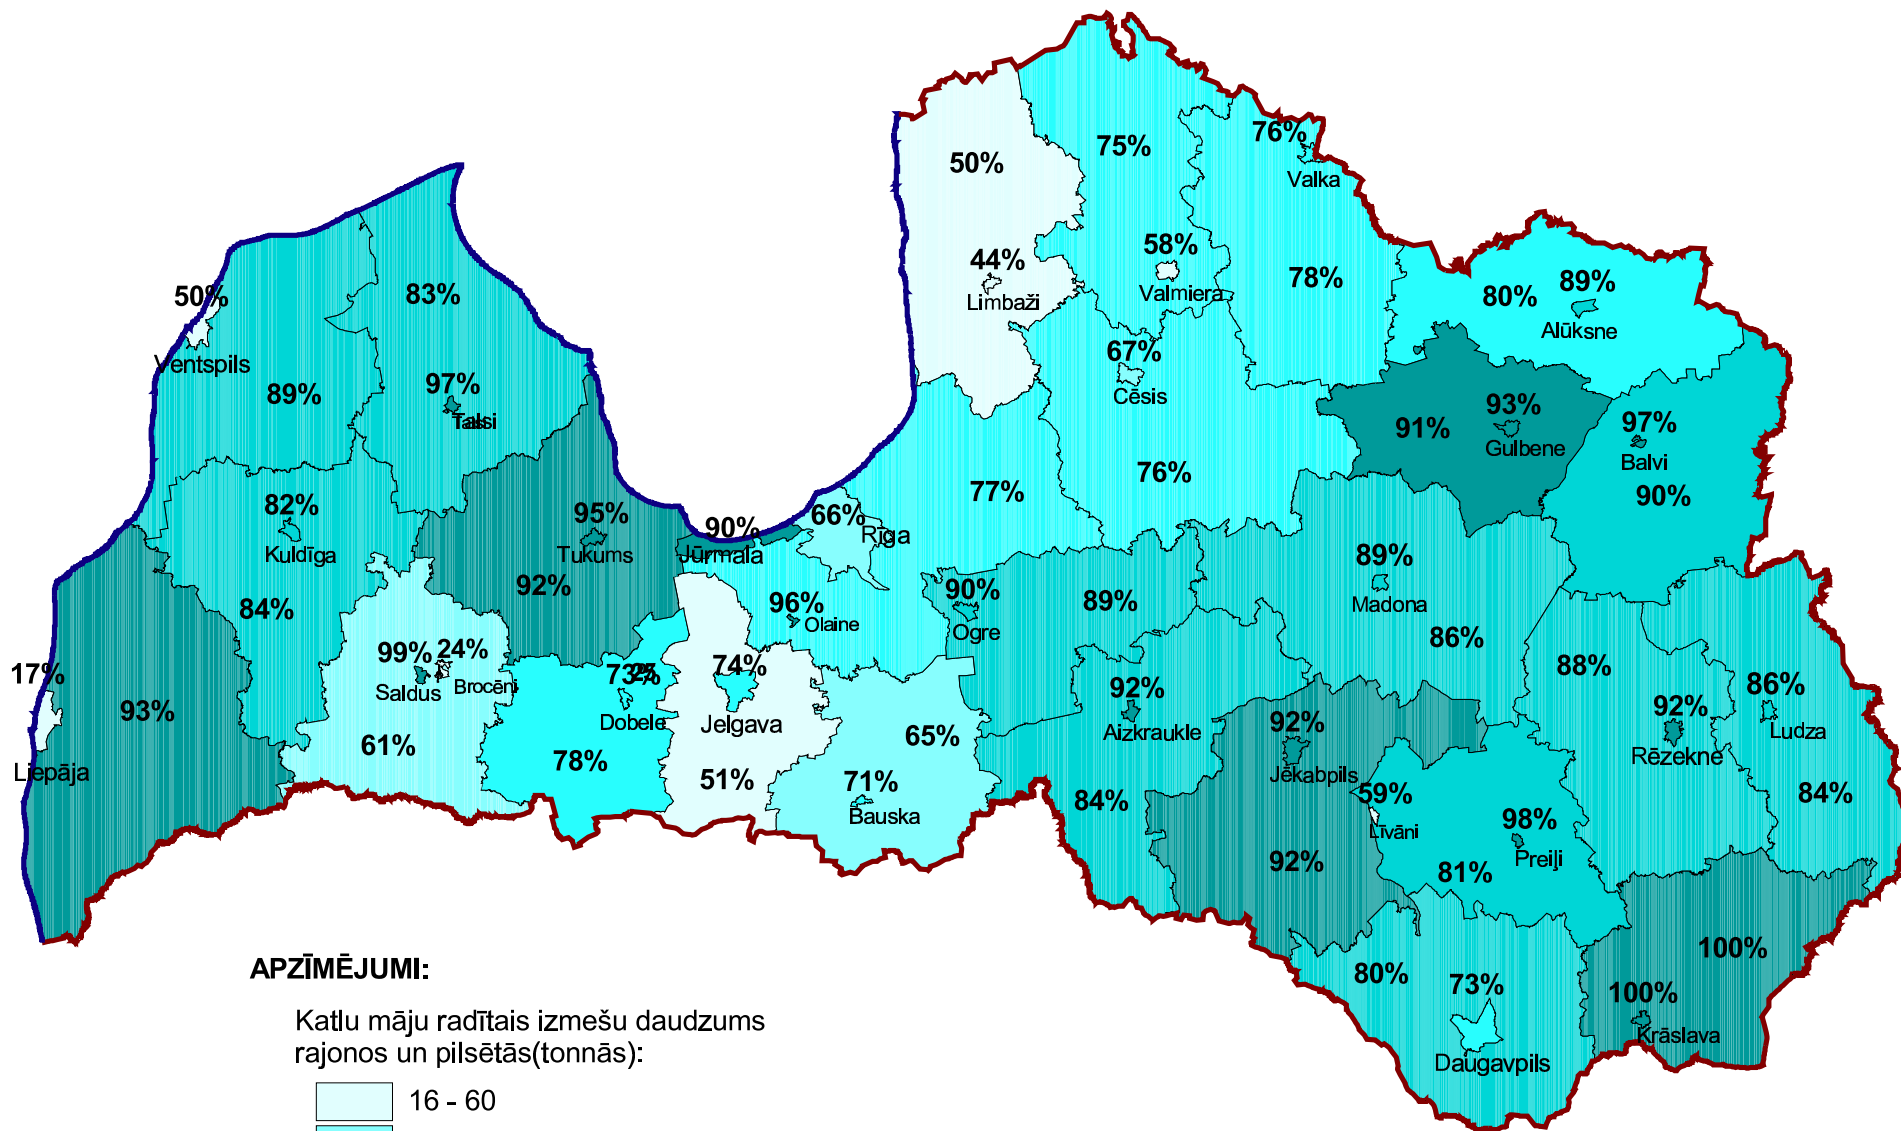 76%
75%
50%
Valka
58%
44%
78%
89%
80%
Limbaži
Valmiera
Alūksne
50%
83%
Ventspils
67%
97%
89%
Cēsis
Talsi
93%
97%
91%
Gulbene
Balvi
76%
77%
90%
82%
95%
90%
66%
Rīga
Kuldīga
Tukums
Jūrmala
89%
92%
90%
89%
Madona
84%
96%
Olaine
Ogre
86%
99%
24%
17%
73%
74%
88%
Saldus
Brocēni
92%
86%
93%
Dobele
Jelgava
Aizkraukle
92%
92%
Ludza
61%
65%
Rēzekne
78%
51%
71%
Jēkabpils
Liepāja
Bauska
84%
59%
84%
Līvāni
98%
Preiļi
92%
81%
100%
80%
73%
100%
Krāslava
Daugavpils
APZĪMĒJUMI:
Katlu māju radītais izmešu daudzums
rajonos un pilsētās(tonnās):
16 - 60